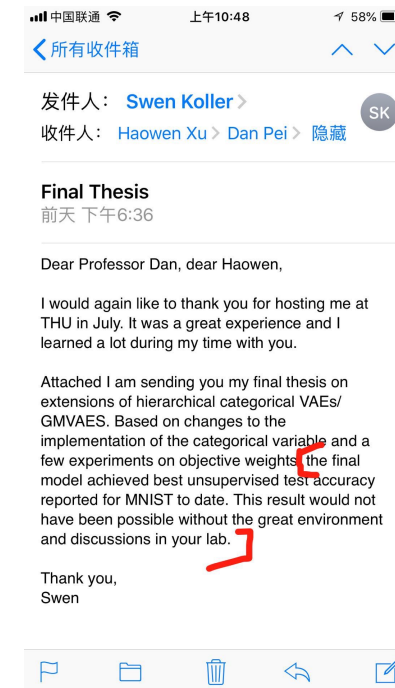 中国联通 上午10:48 58%
所有收件箱
发件人： Swen Koller
SK
收件人： Haowen Xu Dan Pei 隐藏
Final Thesis
前天 下午6:36
Dear Professor Dan, dear Haowen,
I would again like to thank you for hosting me at
THU in July. It was a great experience and I
learned a lot during my time with you.
Attached I am sending you my final thesis on
extensions of hierarchical categorical VAEs/
GMVAES. Based on changes to the
implementation of the categorical variable and a
few experiments on objective weights, the final
model achieved best unsupervised test accuracy
reported for MNIST to date. This result would not
have been possible without the great environment
and discussions in your lab.
Thank you,
Swen